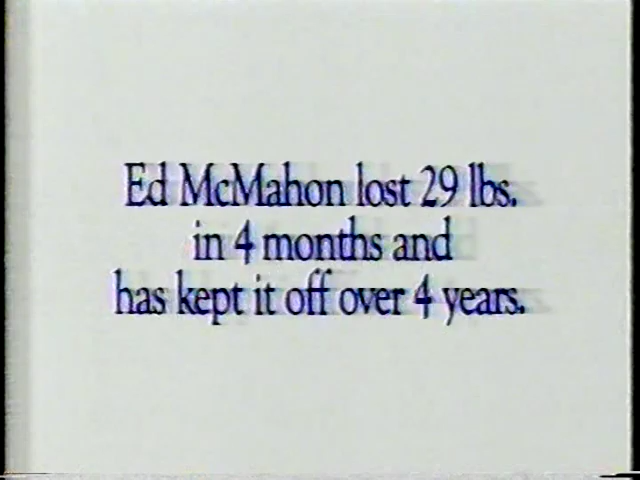 Ed McMahon lost 29 lbs.
in 4 months and
has kept it off over 4 years.